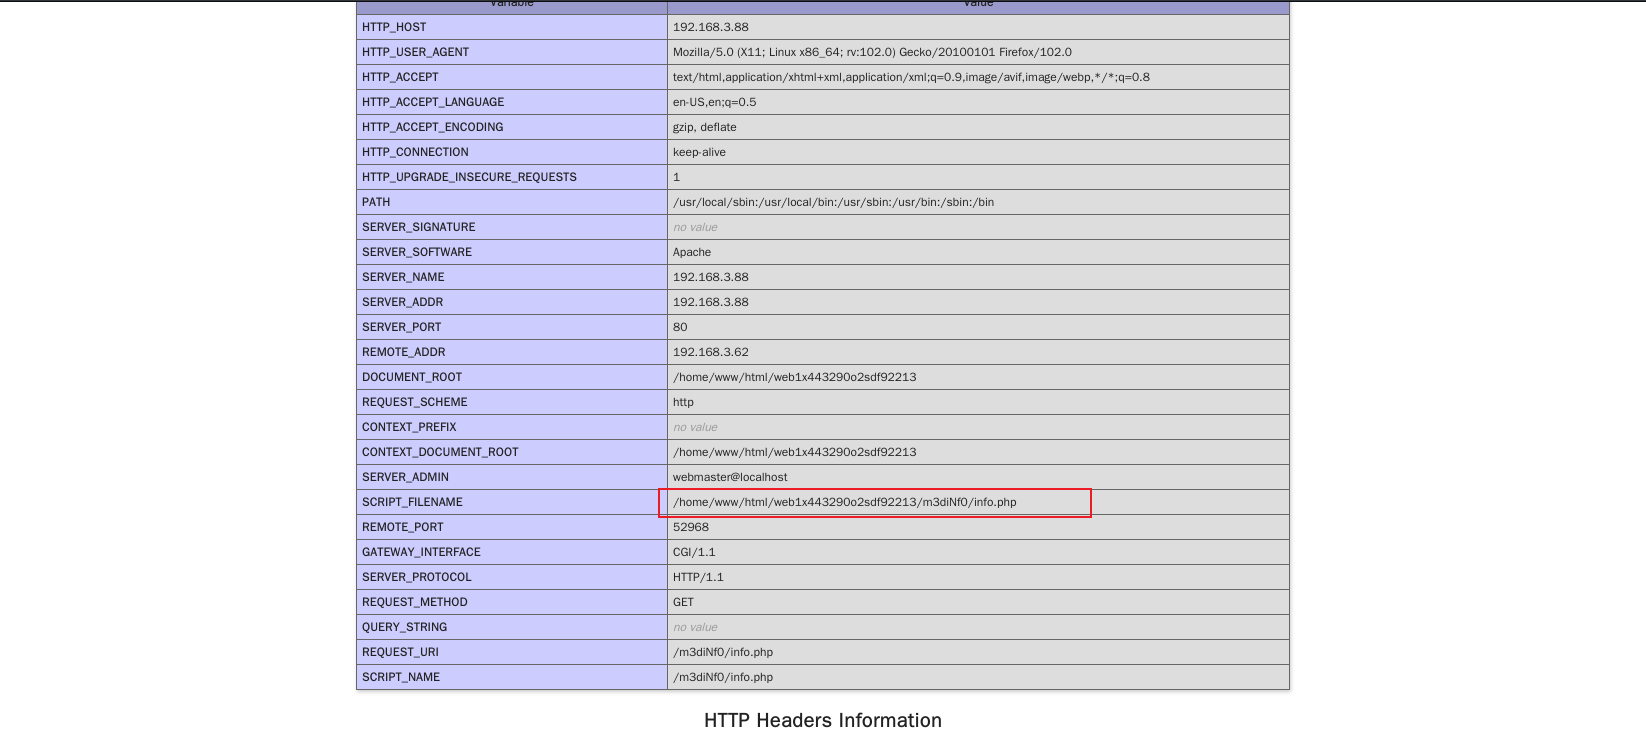 Variable Value
HTTP_HOST 192.168.3.88
HTTP_USER_AGENT Mozilla/5.0 (X11; Linux x86_64; rv:102.0) Gecko/20100101 Firefox/102.0
HTTP_ACCEPT text/html,application/xhtml+xml,application/xml;q=0.9,image/avif,image/webp,*/*;q=0.8
HTTP_ACCEPT_LANGUAGE en-US,en;q=0.5
HTTP_ACCEPT_ENCODING gzip, deflate
HTTP_CONNECTION keep-alive
HTTP_UPGRADE_INSECURE_REQUESTS 1
PATH /usr/local/sbin:/usr/local/bin:/usr/sbin:/usr/bin:/sbin:/bin
SERVER_SIGNATURE no value
SERVER_SOFTWARE Apache
SERVER_NAME 192.168.3.88
SERVER_ADDR 192.168.3.88
SERVER_PORT 80
REMOTE_ADDR 192.168.3.62
DOCUMENT_ROOT /home/www/html/web1x443290o2sdf92213
REQUEST_SCHEME http
CONTEXT_PREFIX no value
CONTEXT_DOCUMENT_ROOT /home/www/html/web1x443290o2sdf92213
SERVER_ADMIN webmaster@localhost
SCRIPT_FILENAME /home/www/html/web1x443290o2sdf92213/m3diNf0/info.php
REMOTE_PORT 52968
GATEWAY_INTERFACE CGI/1.1
SERVER_PROTOCOL HTTP/1.1
REQUEST_METHOD GET
QUERY_STRING no value
REQUEST_URI /m3diNf0/info.php
SCRIPT_NAME /m3diNf0/info.php
HTTP Headers Information